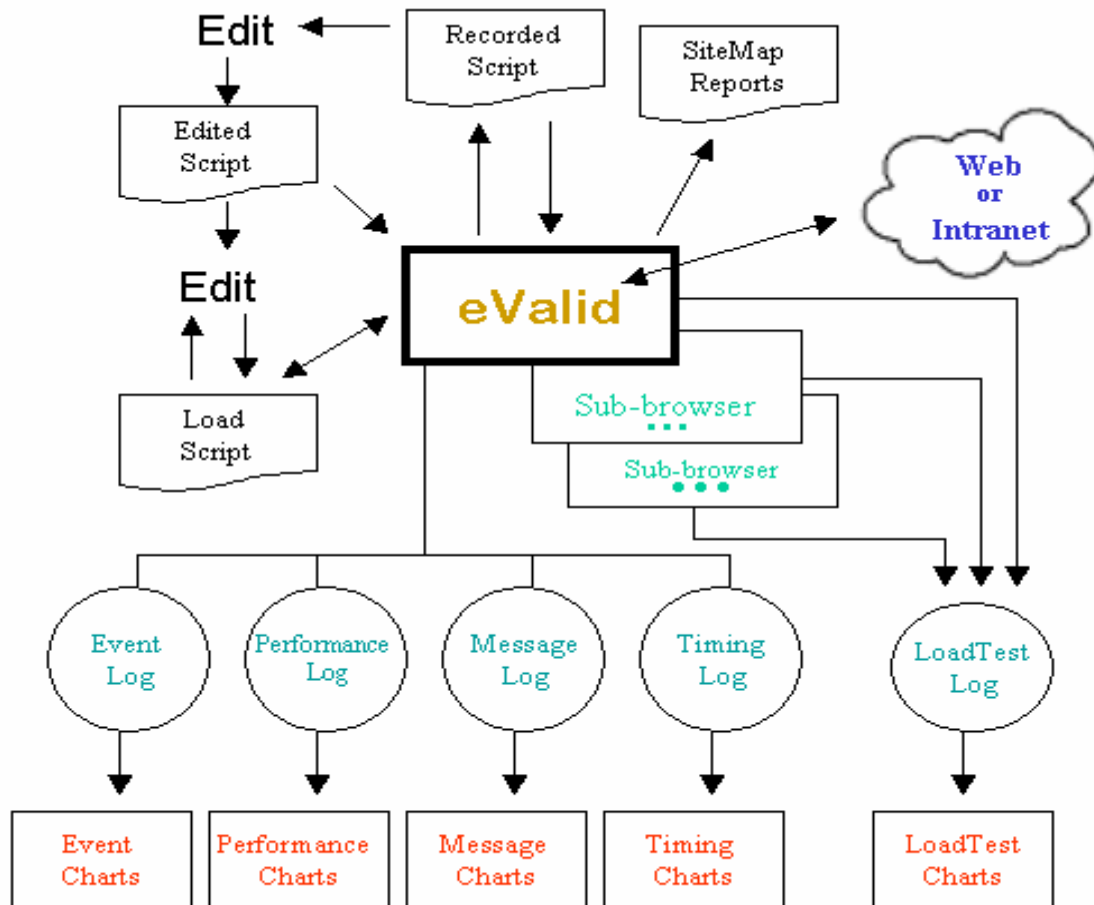 Edit
Recorded
Script
SiteMap
Reports
Edited
Script
Web
or
Intranet
Edit
eValid
Load
Script
Sub-browser
Sub-browser
Event
Log
Performance
Log
Message
Log
Timing
Log
LoadTest
Log
Event
Charts
Performance
Charts
Message
Charts
Timing
Charts
LoadTest
Charts